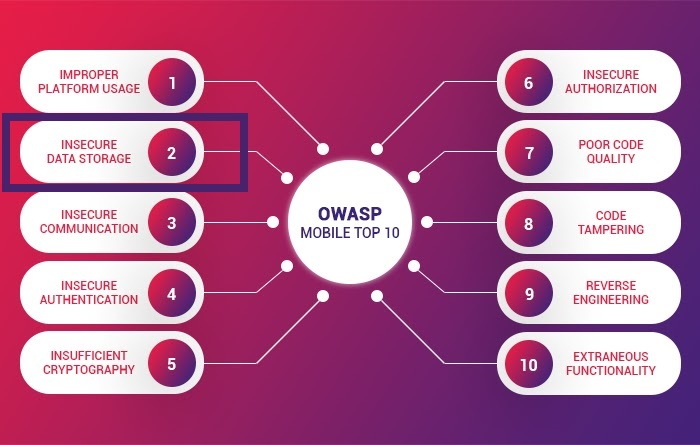 IMPROPER
PLATFORM USAGE
1
INSECURE
DATA STORAGE
2
INSECURE
COMMUNICATION
3
INSECURE
AUTHENTICATION
4
INSUFFICIENT
CRYPTOGRAPHY
5
OWASP
MOBILE TOP 10
6
INSECURE
AUTHORIZATION
7
POOR CODE
QUALITY
8
CODE
TAMPERING
9
REVERSE
ENGINEERING
10
EXTRANEOUS
FUNCTIONALITY